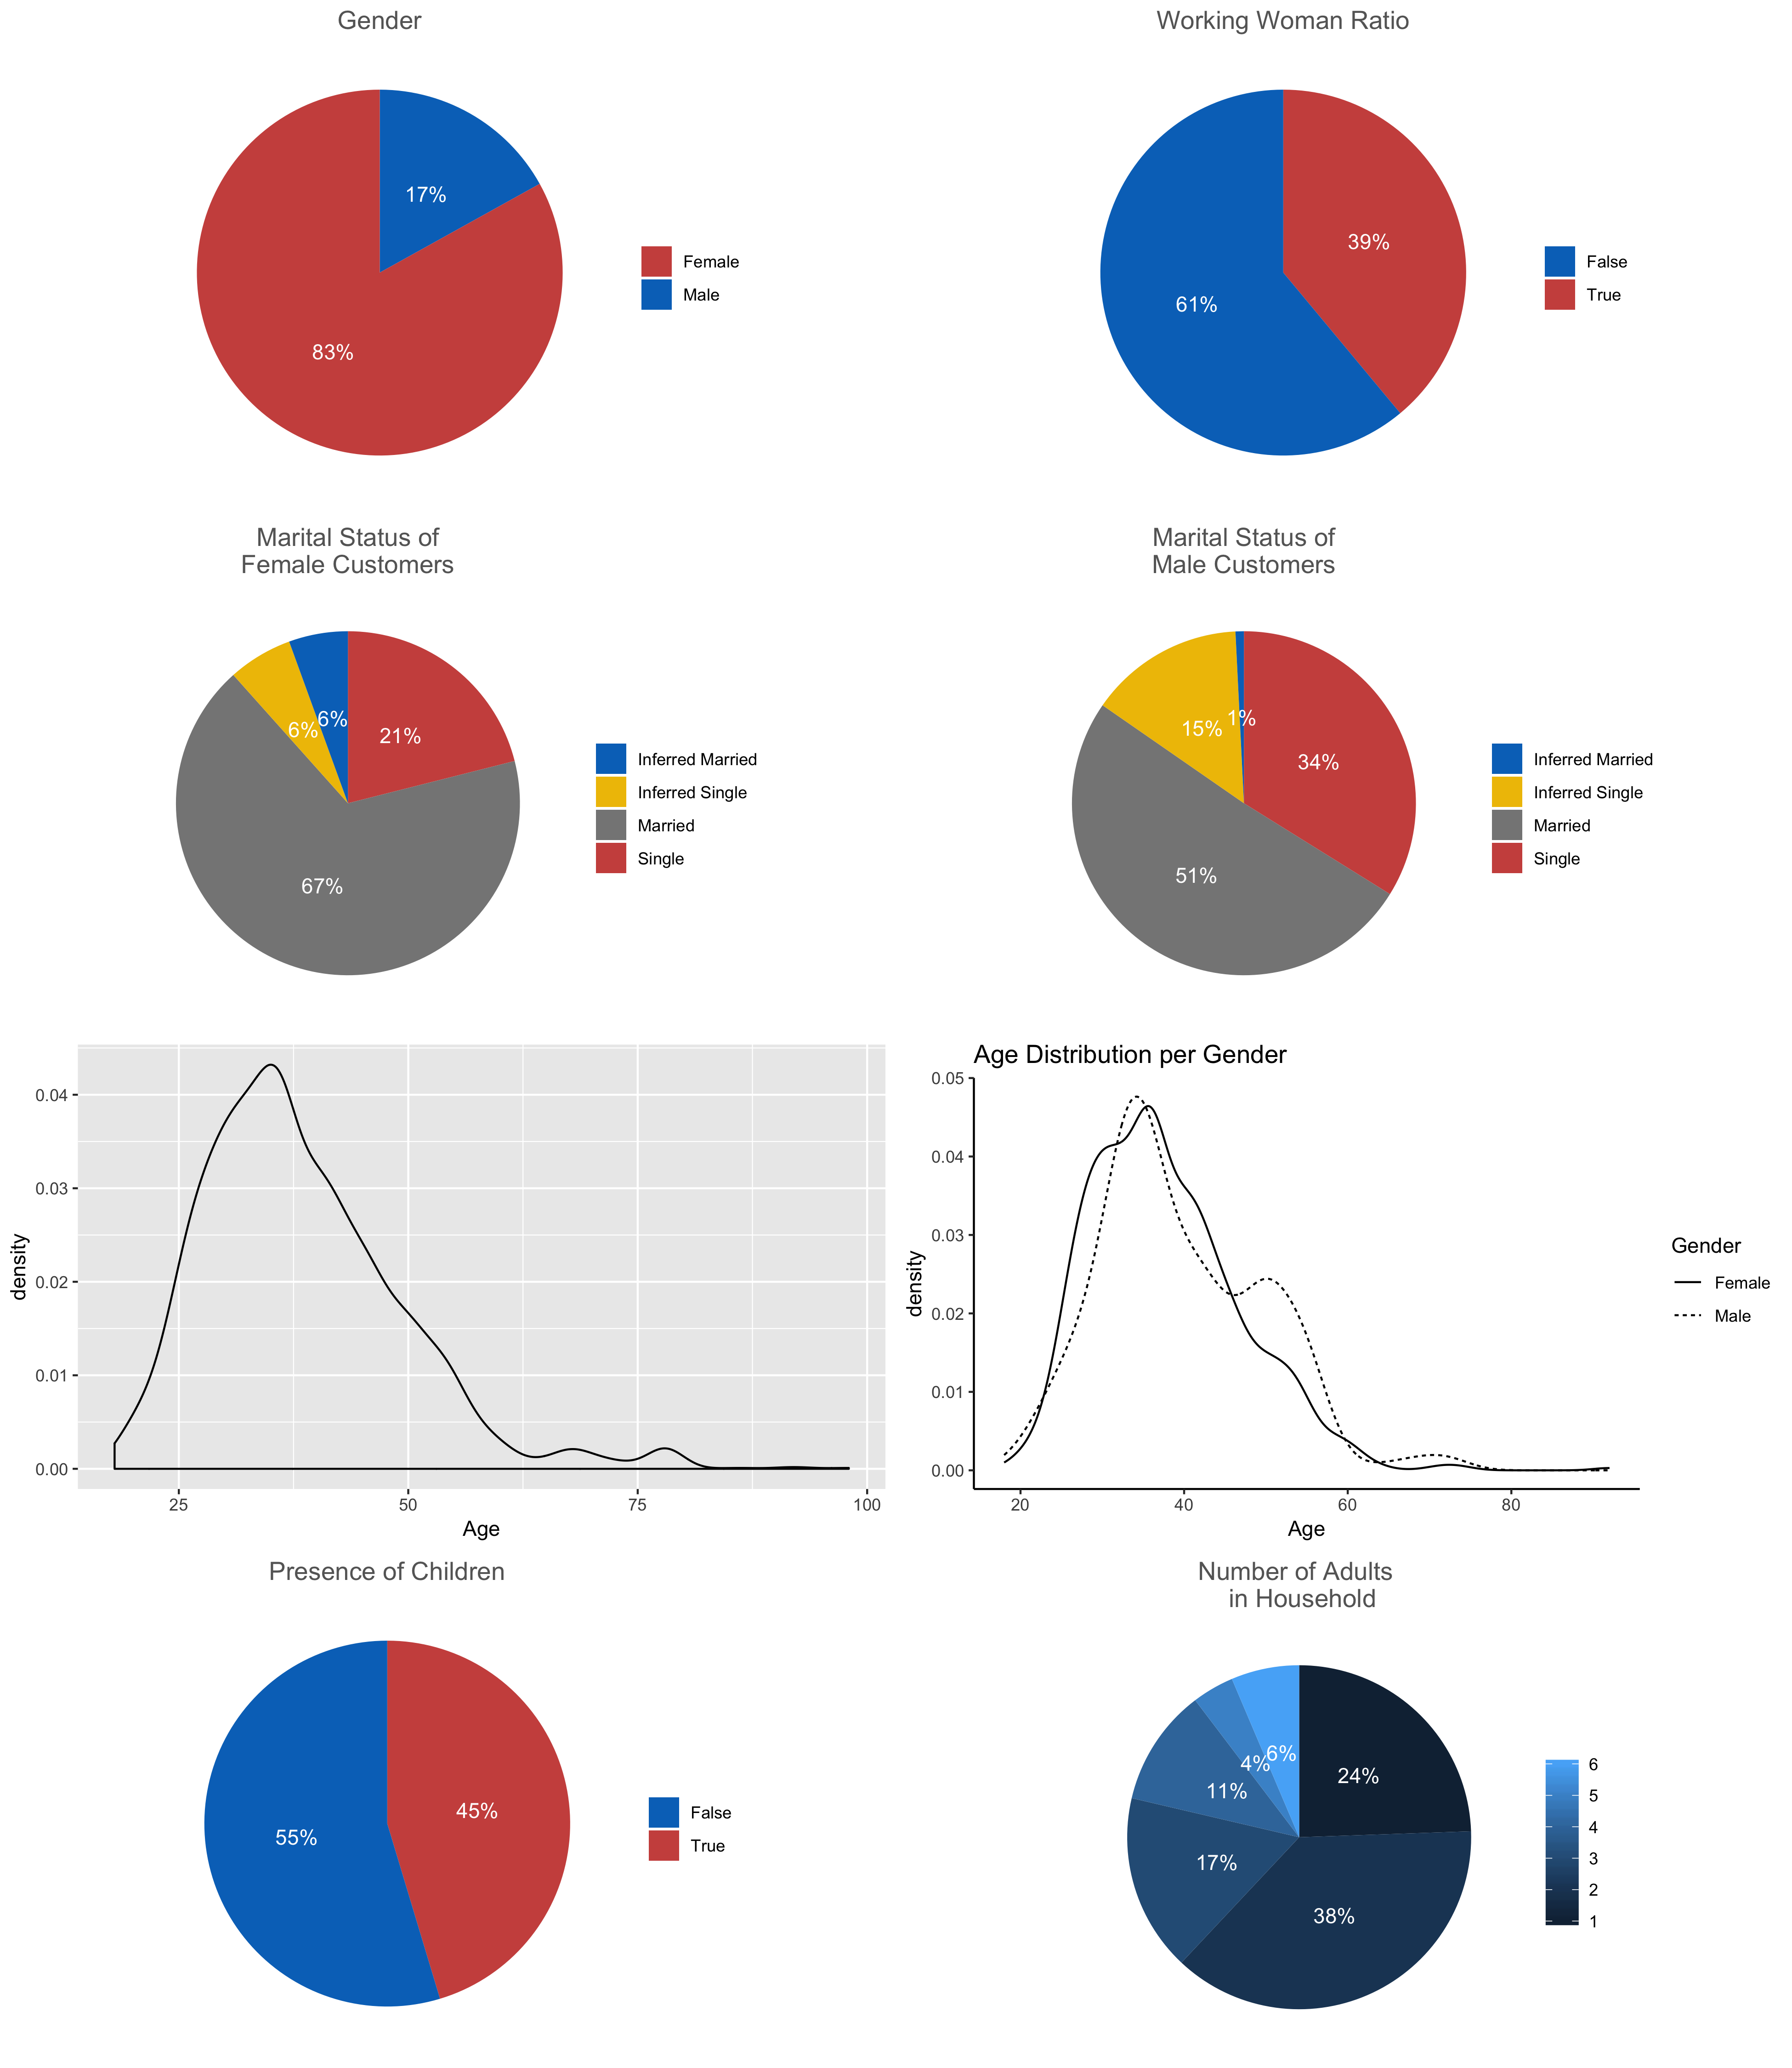 Gender
17%
83%
Female
Male
Working Woman Ratio
39%
61%
False
True
Marital Status of
Female Customers
6%
6%
21%
67%
Inferred Married
Inferred Single
Married
Single
Marital Status of
Male Customers
15%
1%
34%
51%
Inferred Married
Inferred Single
Married
Single
density
0.04
0.03
0.02
0.01
0.00
25
50
75
100
Age
Age Distribution per Gender
density
0.05
0.04
0.03
0.02
0.01
0.00
20
40
60
80
Age
Gender
Female
Male
Presence of Children
45%
55%
False
True
Number of Adults
in Household
6%
4%
24%
11%
17%
38%
6
5
4
3
2
1